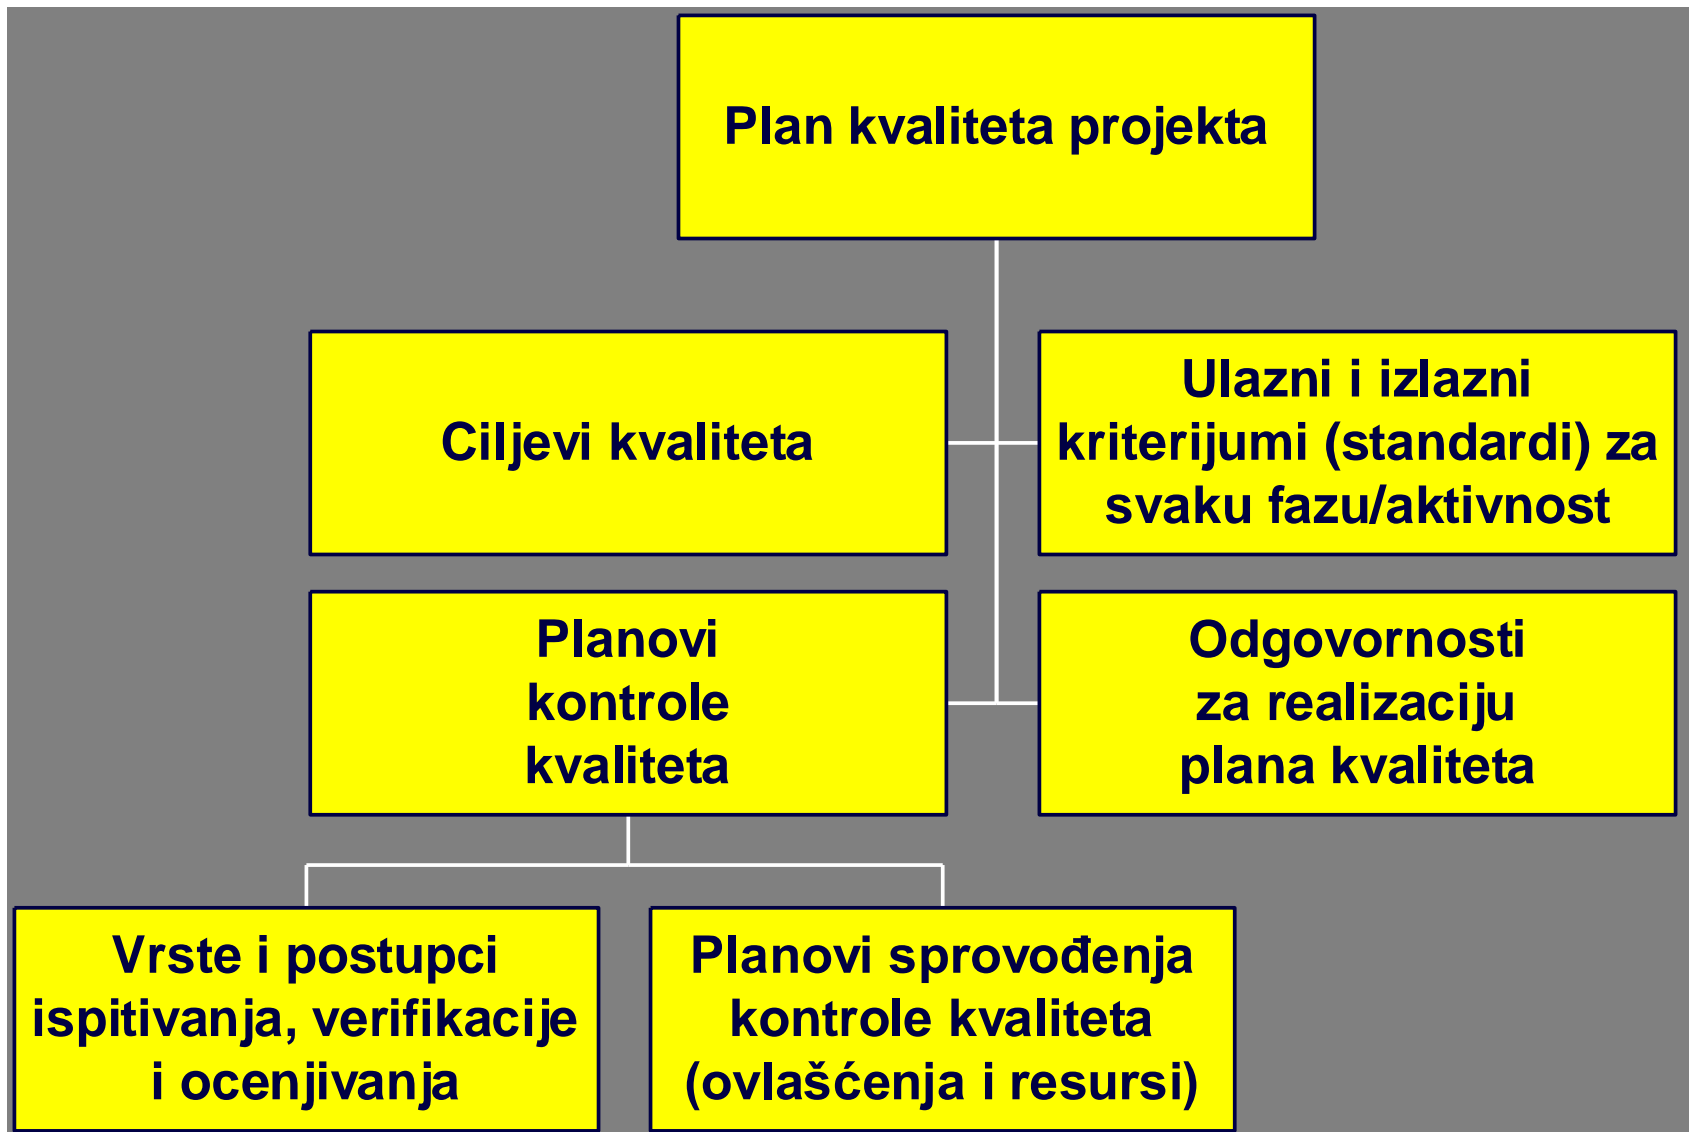 Plan kvaliteta projekta
Ciljevi kvaliteta
Ulazni i izlazni
kriterijumi (standardi) za
svaku fazu/aktivnost
Planovi
kontrole
kvaliteta
Odgovornosti
za realizaciju
plana kvaliteta
Vrste i postupci
ispitivanja, verifikacije
i ocenjivanja
Planovi sprovođenja
kontrole kvaliteta
(ovlašćenja i resursi)